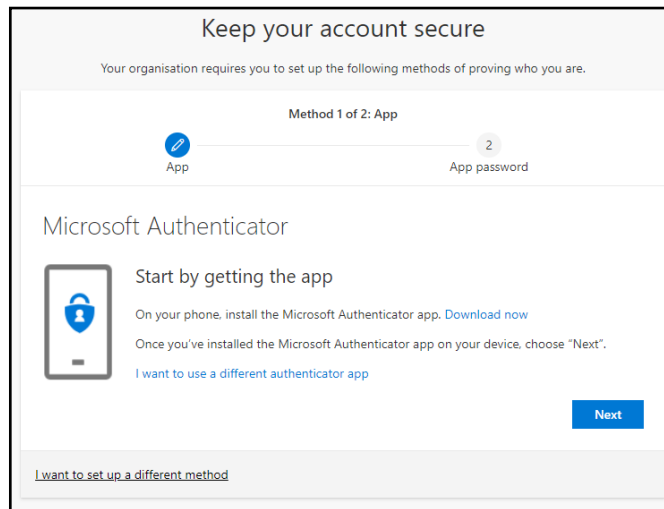 Keep your account secure
Your organisation requires you to set up the following methods of proving who you are.
Method 1 of 2: App
App
2
App password
Microsoft Authenticator
Start by getting the app
On your phone, install the Microsoft Authenticator app. Download now
Once you've installed the Microsoft Authenticator app on your device, choose "Next".
I want to use a different authenticator app
Next
I want to set up a different method